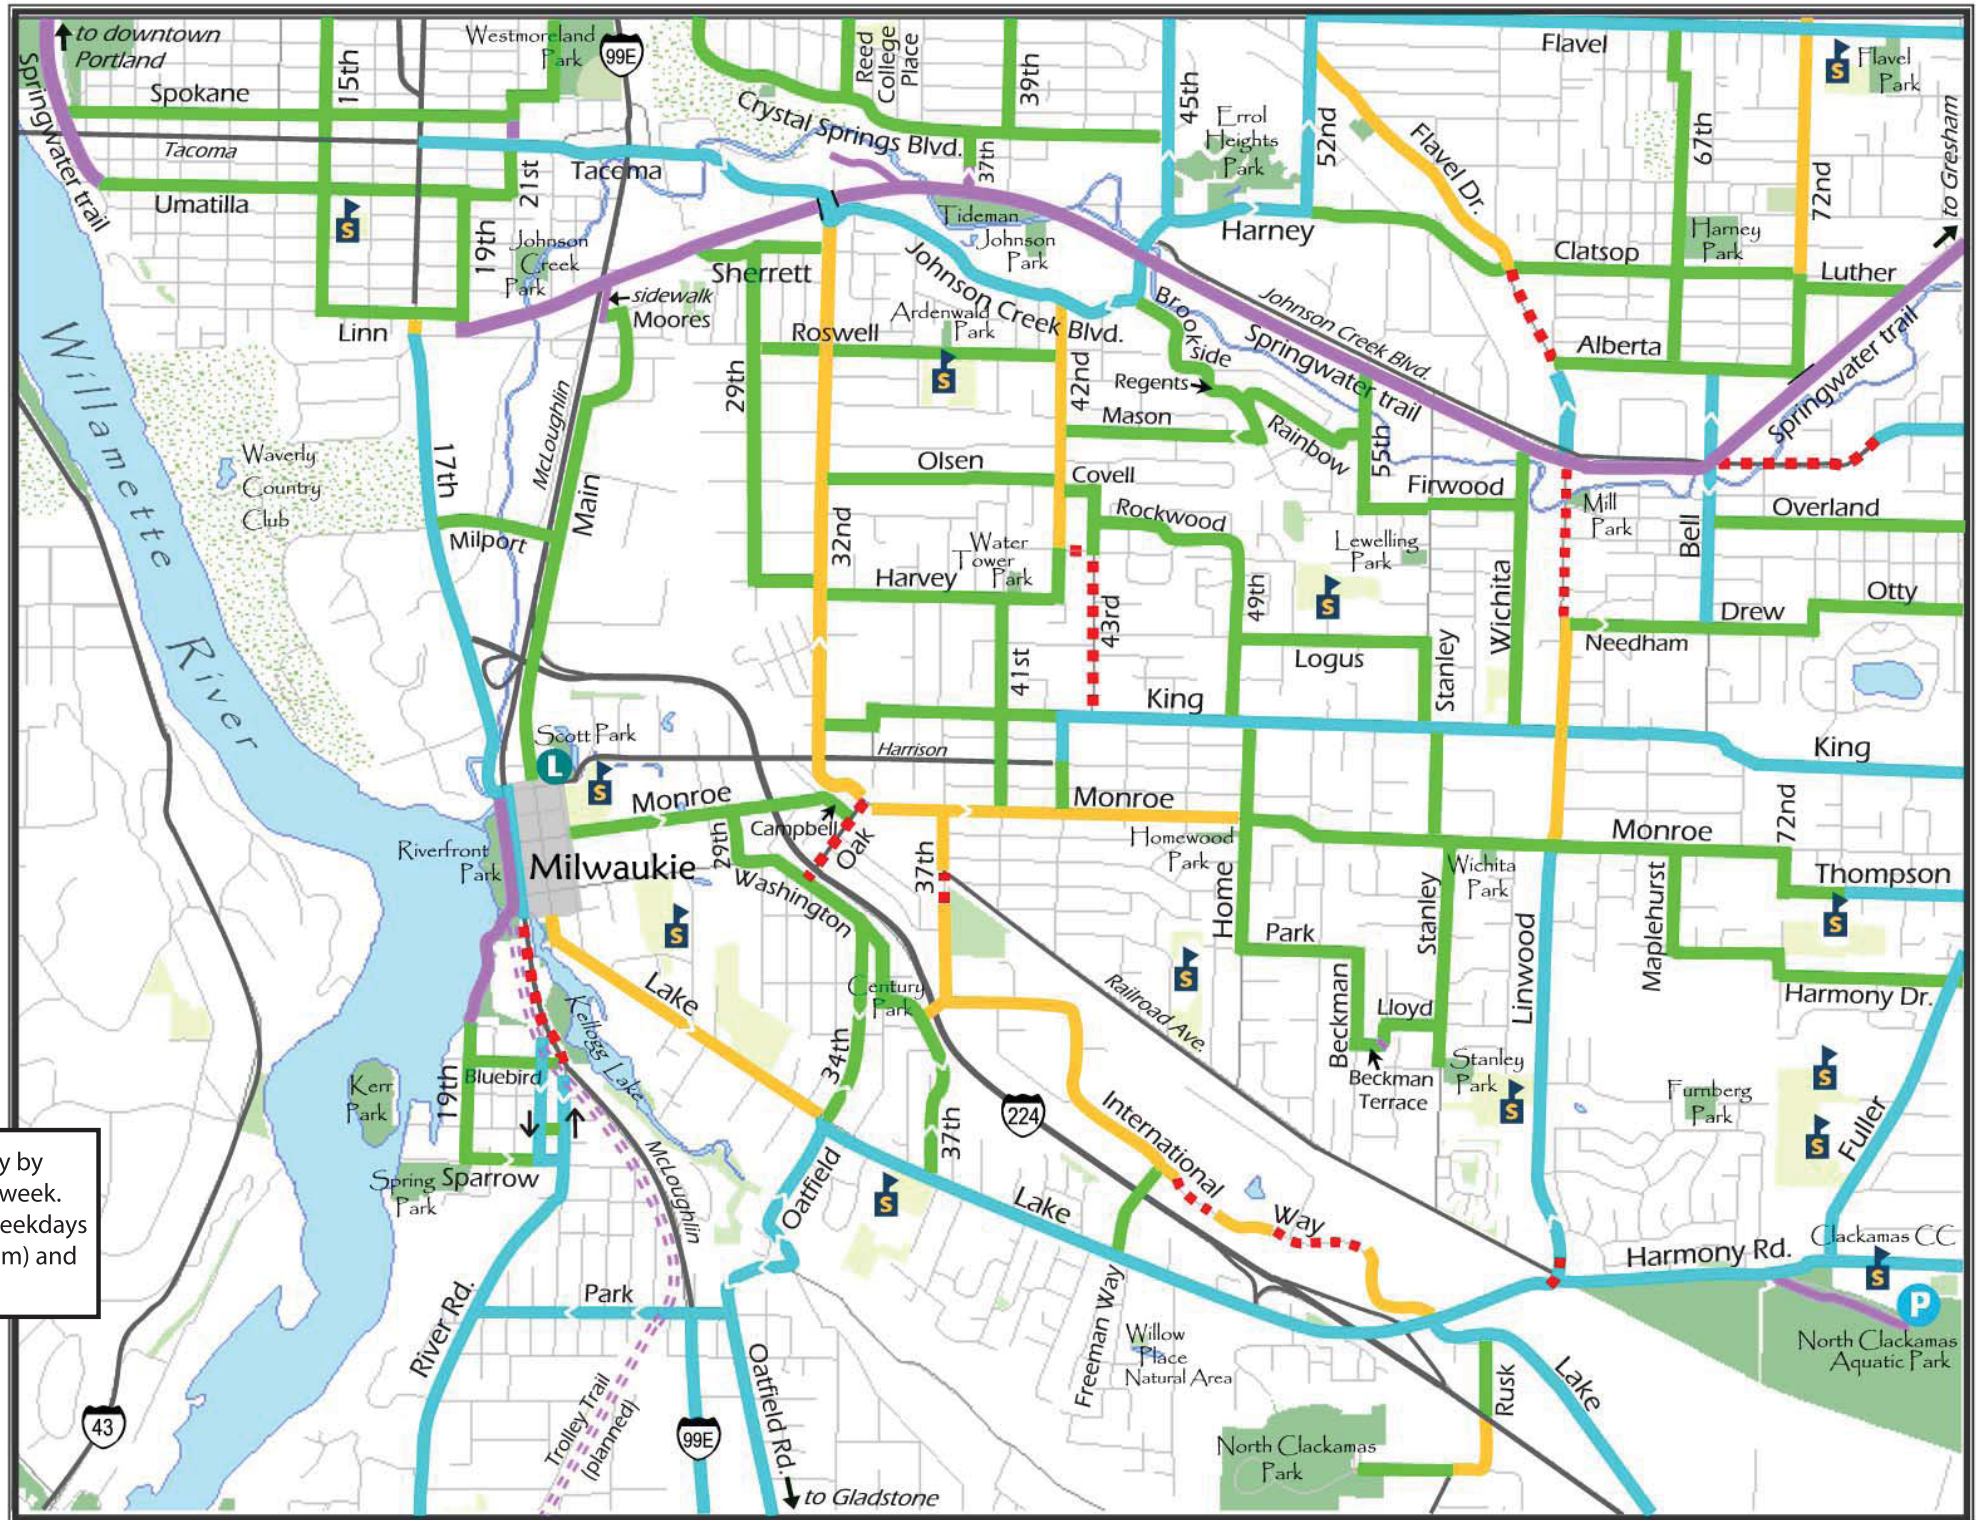 to downtown
Portland
Westmoreland
Park
99E
Reed
College
Place
39th
45th
Flavel
Flavel
Park
S
Springwater trail
Spokane
15th
Crystal Springs Blvd.
37th
Errol
Heights
Park
52nd
Flavel Dr.
67th
72nd
to Gresham
Tacoma
Tacoma
21st
Umatilla
S
19th
Johnson
Creek
Park
Tideman
Johnson
Park
Harney
Clatsop
Harney
Park
Luther
Sherrett
sidewalk
Moores
Johnson Creek Blvd.
Ardenwald
Park
Brookside
Johnson Creek Blvd.
Springwater trail
Linn
Roswell
S
29th
42nd
Regents
Mason
Rainbow
55th
Alberta
Springwater trail
Willamette
River
Waverly
Country
Club
17th
McLoughlin
Main
Milport
Olsen
Covell
Rockwood
Firwood
Mill
Park
Bell
Overland
32nd
Water
Tower
Park
Harvey
Lewelling
Park
S
49th
Wichita
Otty
Drew
Needham
43rd
41st
Logus
Stanley
King
King
Scott Park
L
S
Harrison
Monroe
Campbell
Oak
29th
Monroe
Homewood
Park
Monroe
72nd
Thompson
S
Riverfront
Park
Milwaukie
Washington
37th
Home
Wichita
Park
Stanley
Maplehurst
Linwood
Park
S
Lake
S
Century
Park
Railroad Ave.
Beckman
Lloyd
Harmony Dr.
Kellogg Lake
34th
Kerr
Park
Bluebird
19th
Beckman
Terrace
Stanley
Park
S
Furnberg
Park
S
S
Fuller
37th
224
International
Way
y by
week.
eekdays
m) and
Spring
Park
Sparrow
McLoughlin
Oatfield
S
Lake
Clackamas CC
S
P
Harmony Rd.
River Rd.
Park
Freeman Way
Willow
Place
Natural Area
North Clackamas
Aquatic Park
Oatfield Rd.
Rusk
Lake
43
Trolley Trail
(planned)
99E
North Clackamas
Park
to Gladstone